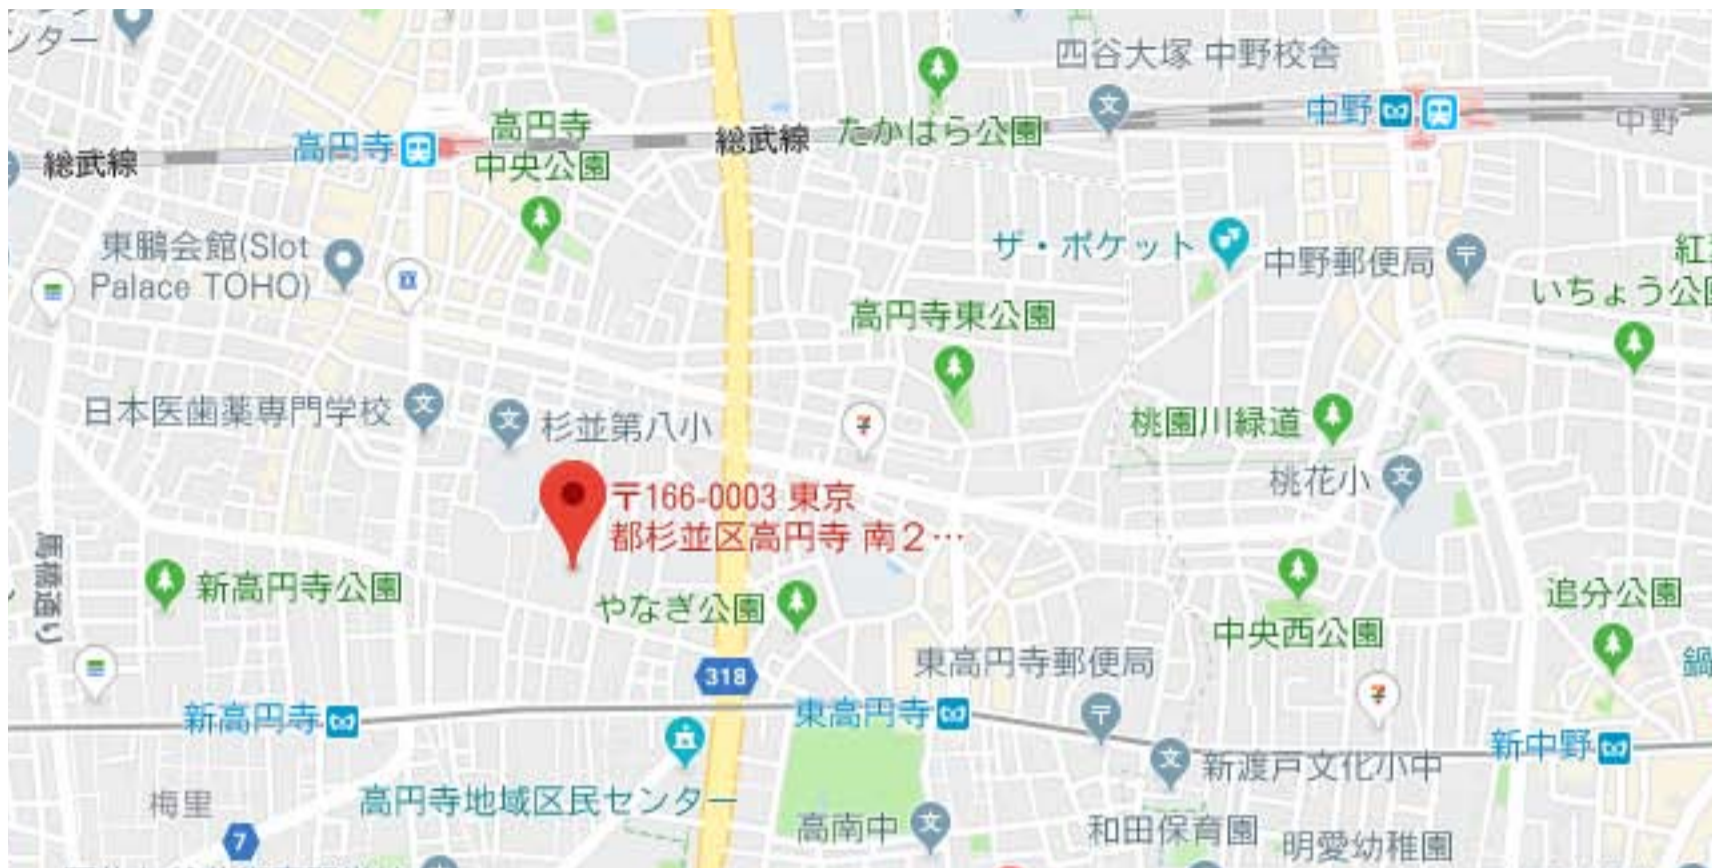 ンター
四谷大塚 中野校舎
中野
中野
高円寺
中央公園
高円寺
総武線
総武線
たかはら公園
東鵬会館(Slot
Palace TOHO)
ザ・ポケット
中野郵便局
いちょう公
高円寺東公園
日本医歯薬専門学校
杉並第八小
桃園川緑道
桃花小
〒166-0003 東京
都杉並区高円寺 南2…
馬橋通り
新高円寺公園
やなぎ公園
中央西公園
追分公園
318
東高円寺郵便局
新高円寺
東高円寺
新中野
新渡戸文化小中
梅里
高円寺地域区民センター
7
高南中
和田保育園
明愛幼稚園